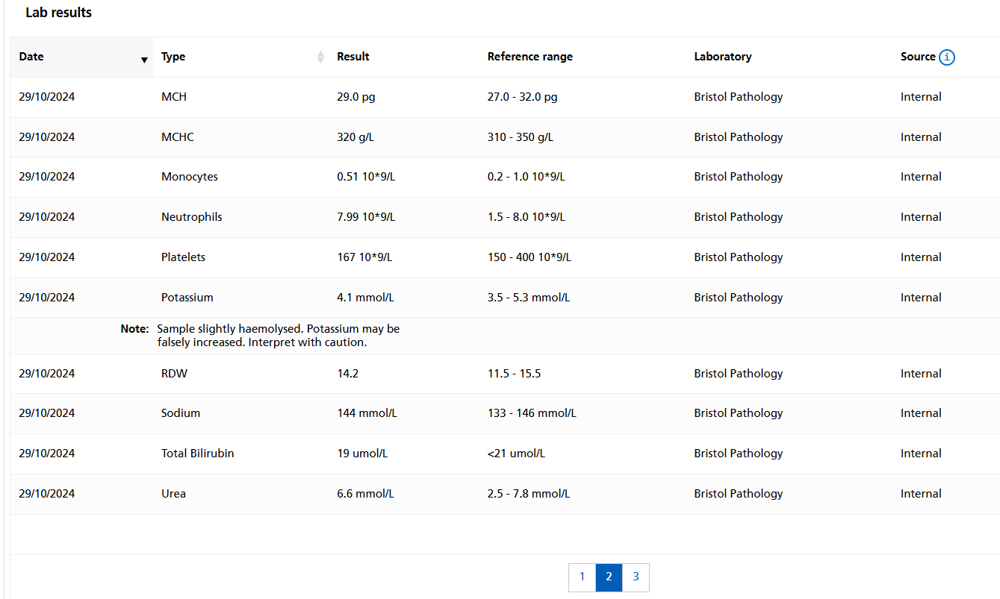 Lab results
Date Type Result Reference range Laboratory Source i
29/10/2024 MCH 29.0 pg 27.0 - 32.0 pg Bristol Pathology Internal
29/10/2024 MCHC 320 g/L 310 - 350 g/L Bristol Pathology Internal
29/10/2024 Monocytes 0.51 10*9/L 0.2 - 1.0 10*9/L Bristol Pathology Internal
29/10/2024 Neutrophils 7.99 10*9/L 1.5 - 8.0 10*9/L Bristol Pathology Internal
29/10/2024 Platelets 167 10*9/L 150 - 400 10*9/L Bristol Pathology Internal
29/10/2024 Potassium 4.1 mmol/L 3.5 - 5.3 mmol/L Bristol Pathology Internal
Note: Sample slightly haemolysed. Potassium may be
falsely increased. Interpret with caution.
29/10/2024 RDW 14.2 11.5 - 15.5 Bristol Pathology Internal
29/10/2024 Sodium 144 mmol/L 133 - 146 mmol/L Bristol Pathology Internal
29/10/2024 Total Bilirubin 19 umol/L <21 umol/L Bristol Pathology Internal
29/10/2024 Urea 6.6 mmol/L 2.5 - 7.8 mmol/L Bristol Pathology Internal
1 2 3